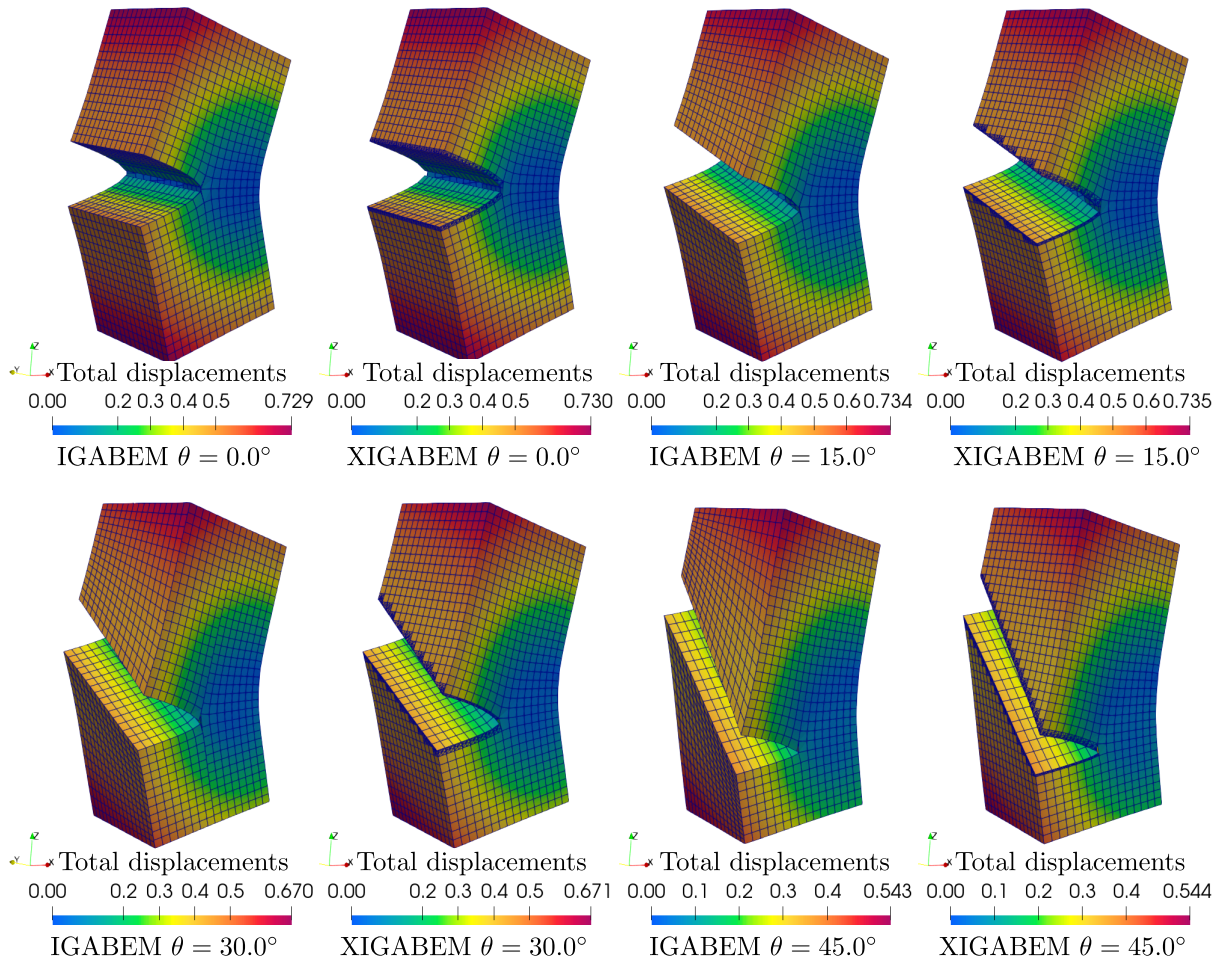 Z Z Z Z
Y X X X X
Total displacements Total displacements Total displacements Total displacements
0.00 0.2 0.3 0.4 0.5 0.729 0.00 0.2 0.3 0.4 0.5 0.730 0.00 0.2 0.3 0.4 0.5 0.6 0.734 0.00 0.2 0.3 0.4 0.5 0.6 0.735
IGABEM θ = 0.0° XIGABEM θ = 0.0° IGABEM θ = 15.0° XIGABEM θ = 15.0°
Z Z Z Z
Y X X X X
Total displacements Total displacements Total displacements Total displacements
0.00 0.2 0.3 0.4 0.5 0.670 0.00 0.2 0.3 0.4 0.5 0.671 0.00 0.1 0.2 0.3 0.4 0.543 0.00 0.1 0.2 0.3 0.4 0.544
IGABEM θ = 30.0° XIGABEM θ = 30.0° IGABEM θ = 45.0° XIGABEM θ = 45.0°